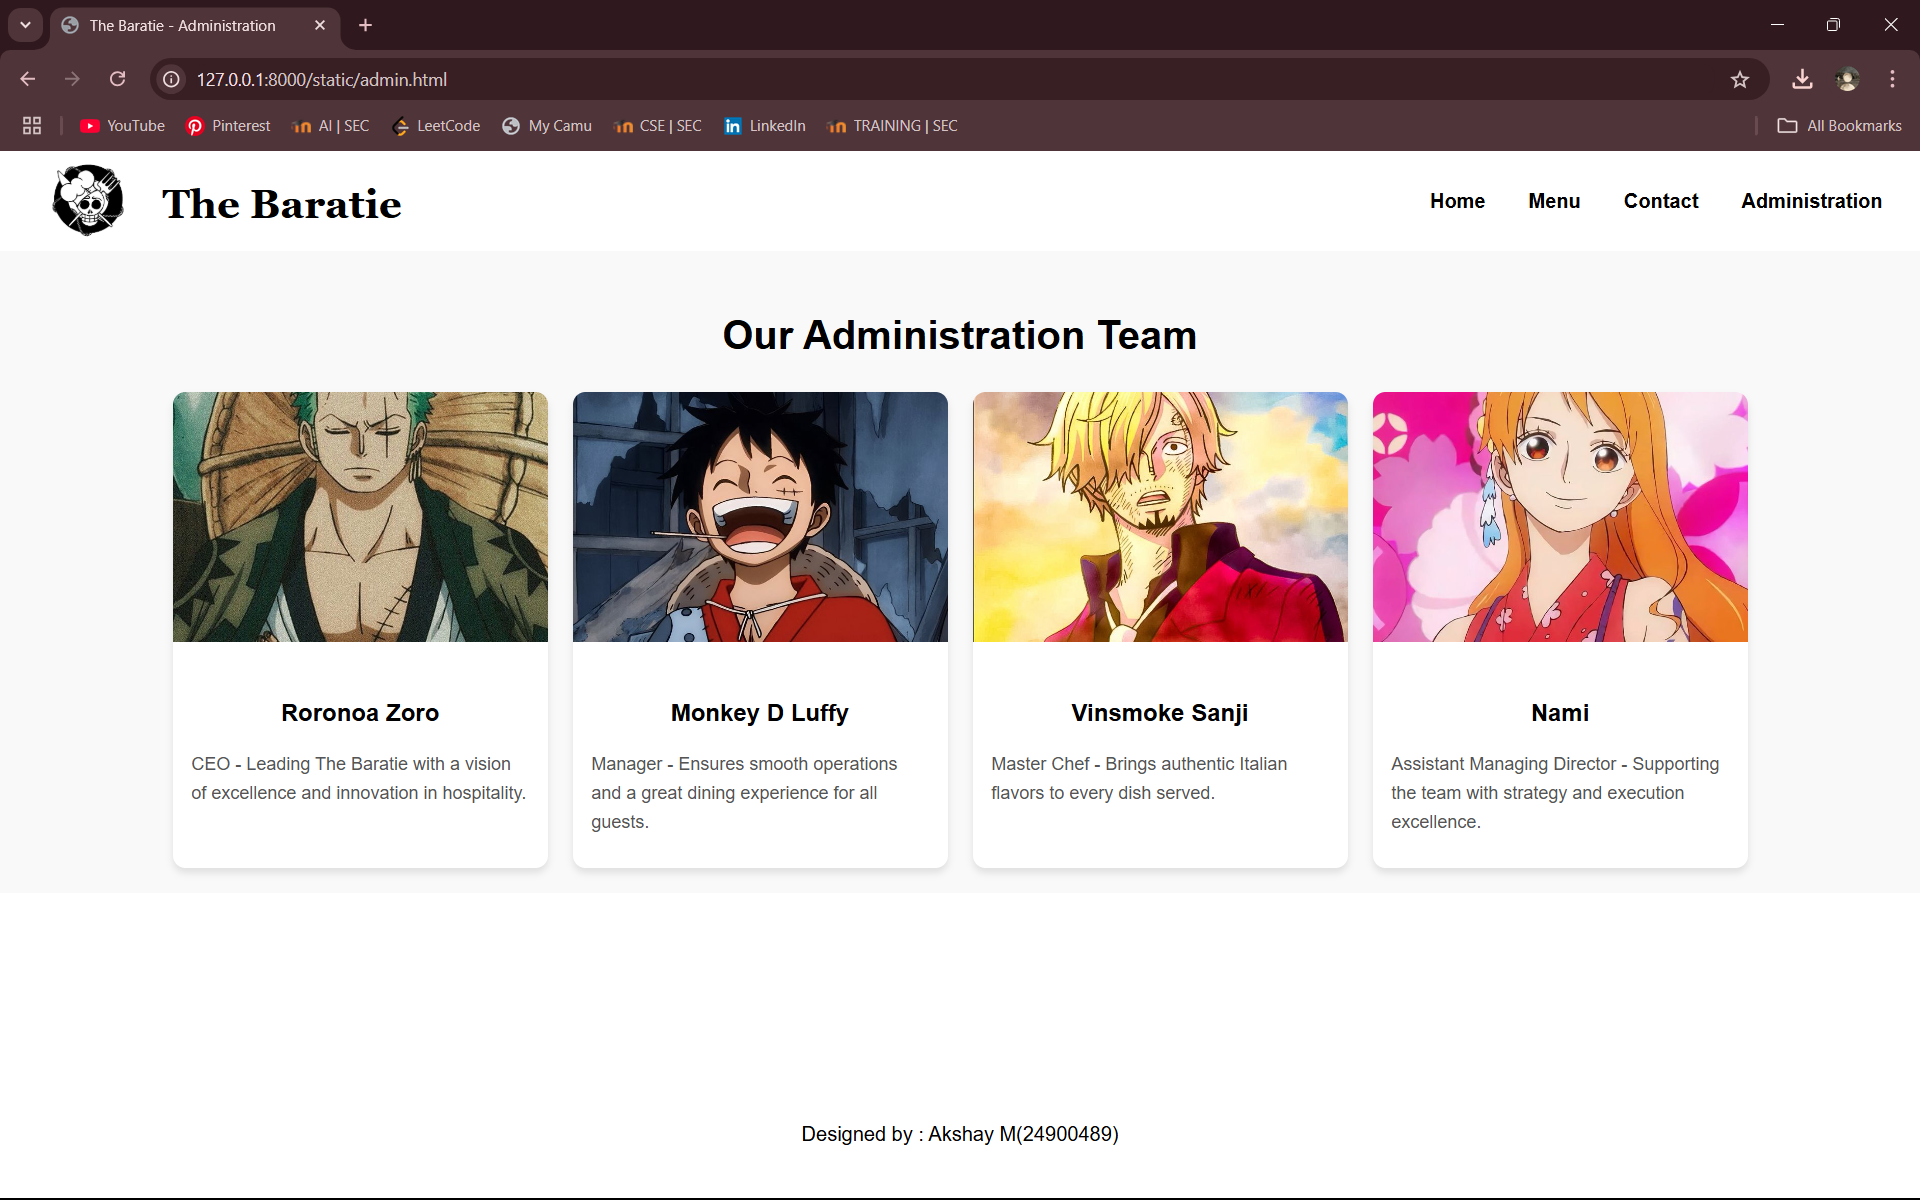 The Baratie - Administration
127.0.0.1:8000/static/admin.html
YouTube Pinterest AI | SEC LeetCode My Camu CSE | SEC LinkedIn TRAINING | SEC All Bookmarks
The Baratie
Home Menu Contact Administration
Our Administration Team
Roronoa Zoro
CEO - Leading The Baratie with a vision
of excellence and innovation in hospitality.
Monkey D Luffy
Manager - Ensures smooth operations
and a great dining experience for all
guests.
Vinsmoke Sanji
Master Chef - Brings authentic Italian
flavors to every dish served.
Nami
Assistant Managing Director - Supporting
the team with strategy and execution
excellence.
Designed by : Akshay M(24900489)